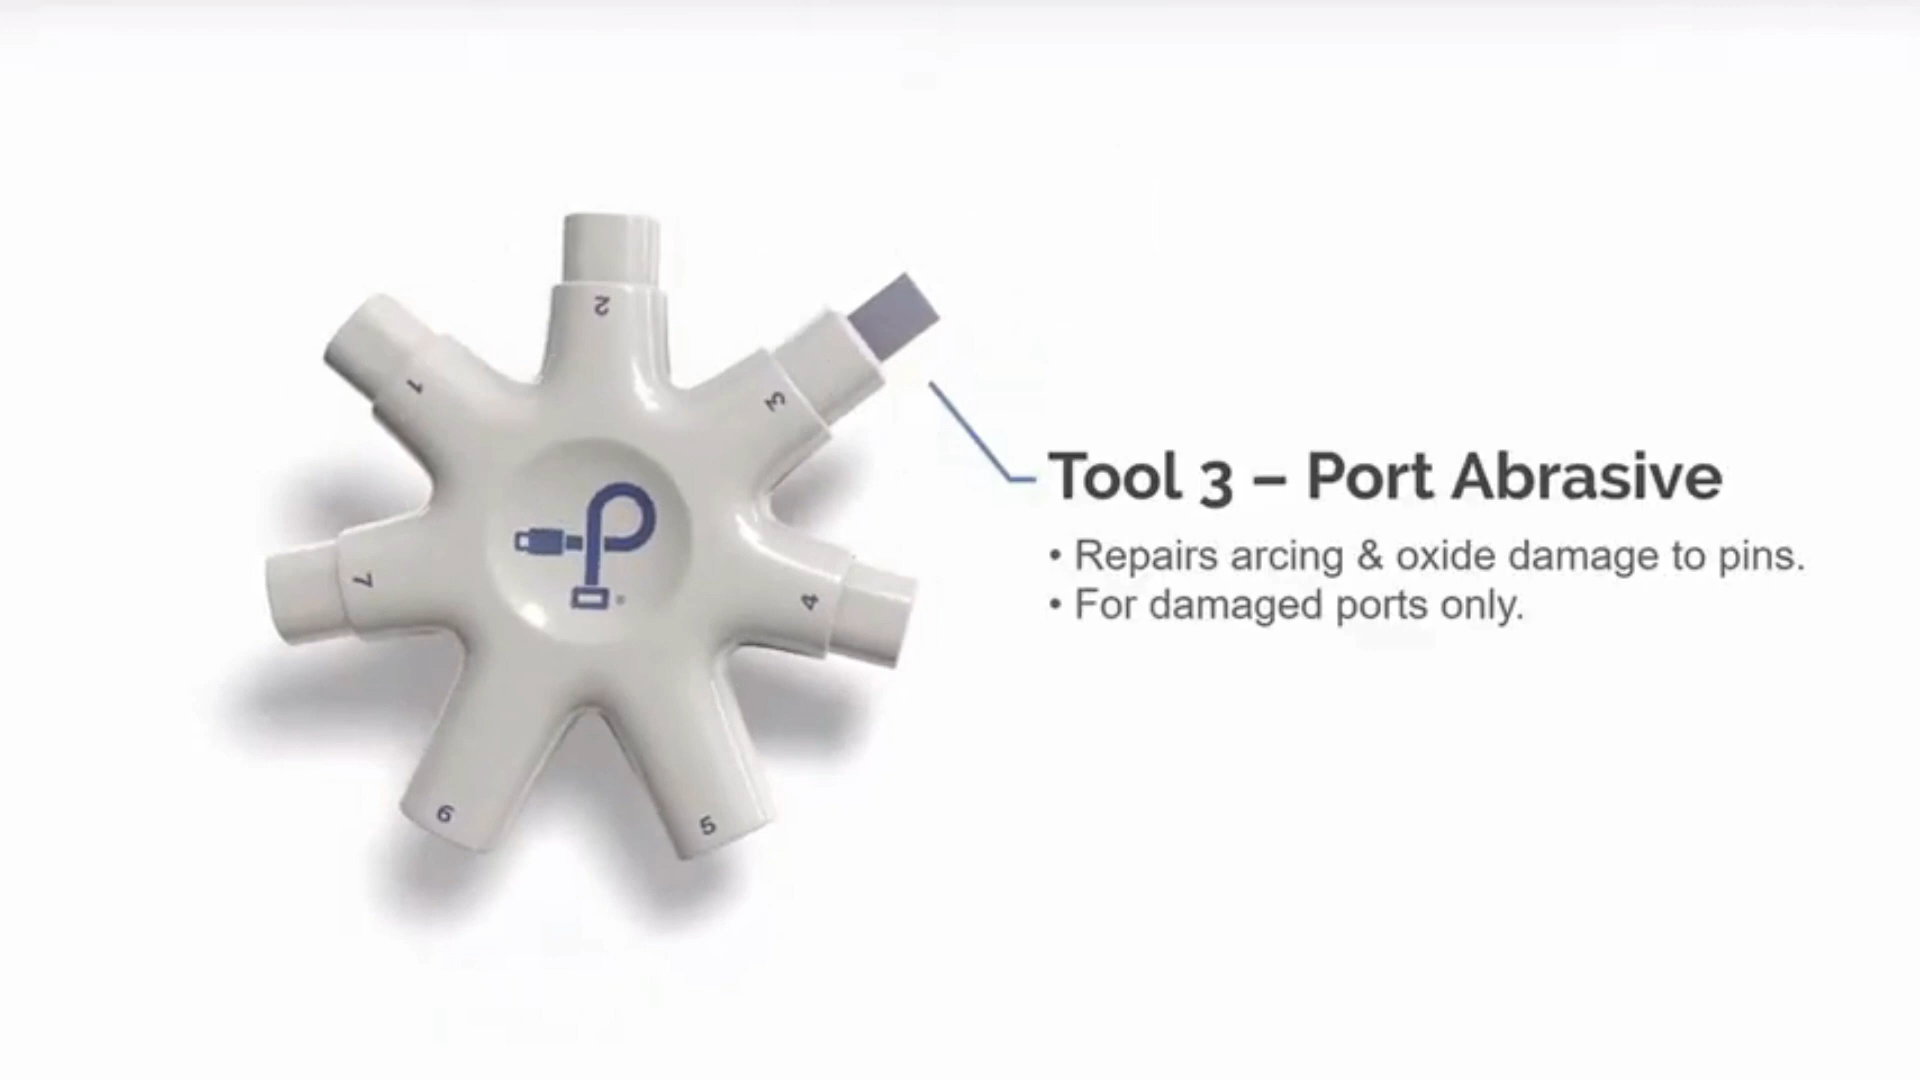 2
1
3
Tool 3 – Port Abrasive
• Repairs arcing & oxide damage to pins.
• For damaged ports only.
7
4
6
5